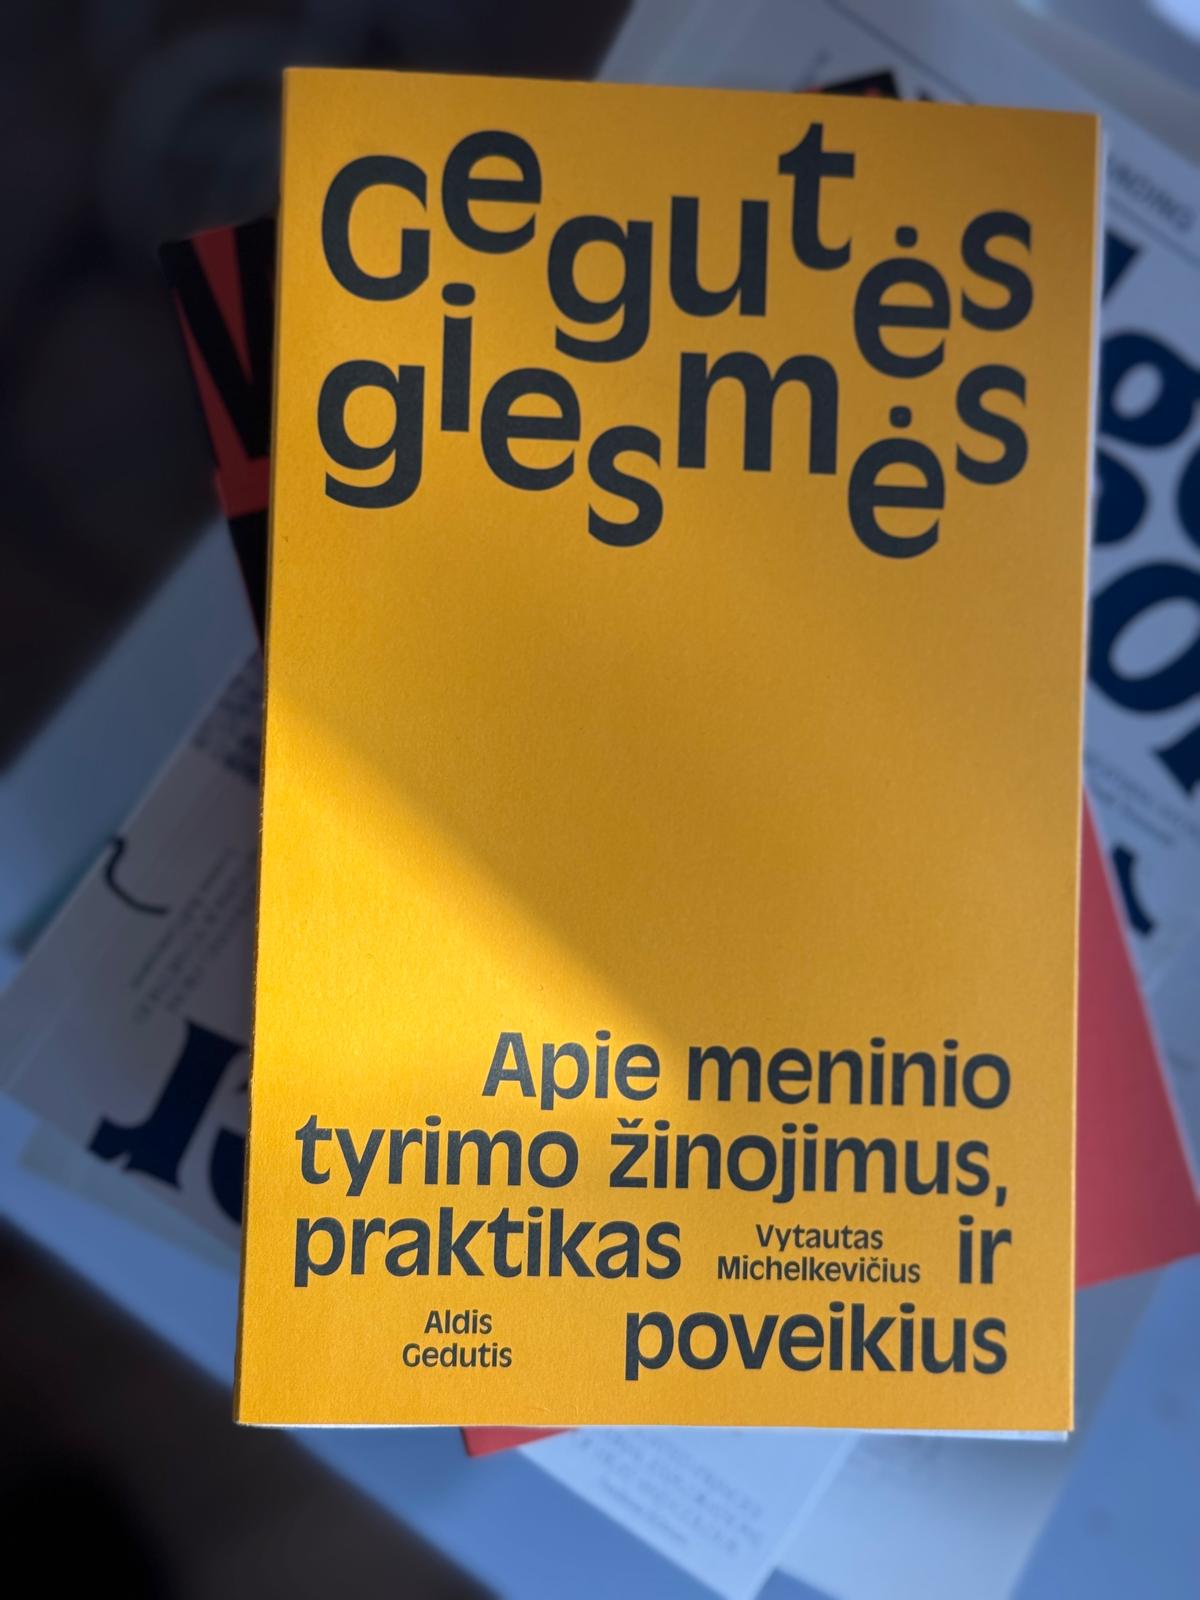 Gegutės
giesmės
Apie meninio
tyrimo žinojimus,
praktikas ir
Vytautas
Michelkevičius
poveikius
Aldis
Gedutis